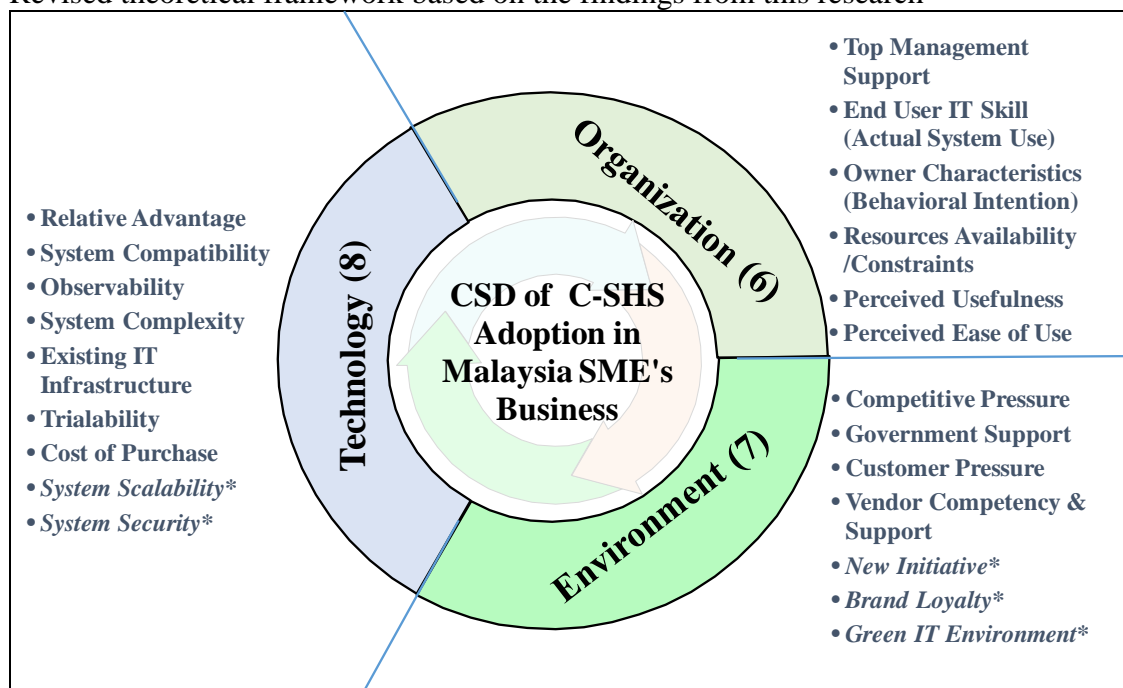 Revised theoretical framework based on the findings from this research
• Relative Advantage
• System Compatibility
• Observability
• System Complexity
• Existing IT
Infrastructure
• Trialability
• Cost of Purchase
• System Scalability*
• System Security*
Technology (8)
Organization (6)
Environment (7)
CSD of C-SHS
Adoption in
Malaysia SME's
Business
• Top Management
Support
• End User IT Skill
(Actual System Use)
• Owner Characteristics
(Behavioral Intention)
• Resources Availability
/Constraints
• Perceived Usefulness
• Perceived Ease of Use
• Competitive Pressure
• Government Support
• Customer Pressure
• Vendor Competency &
Support
• New Initiative*
• Brand Loyalty*
• Green IT Environment*